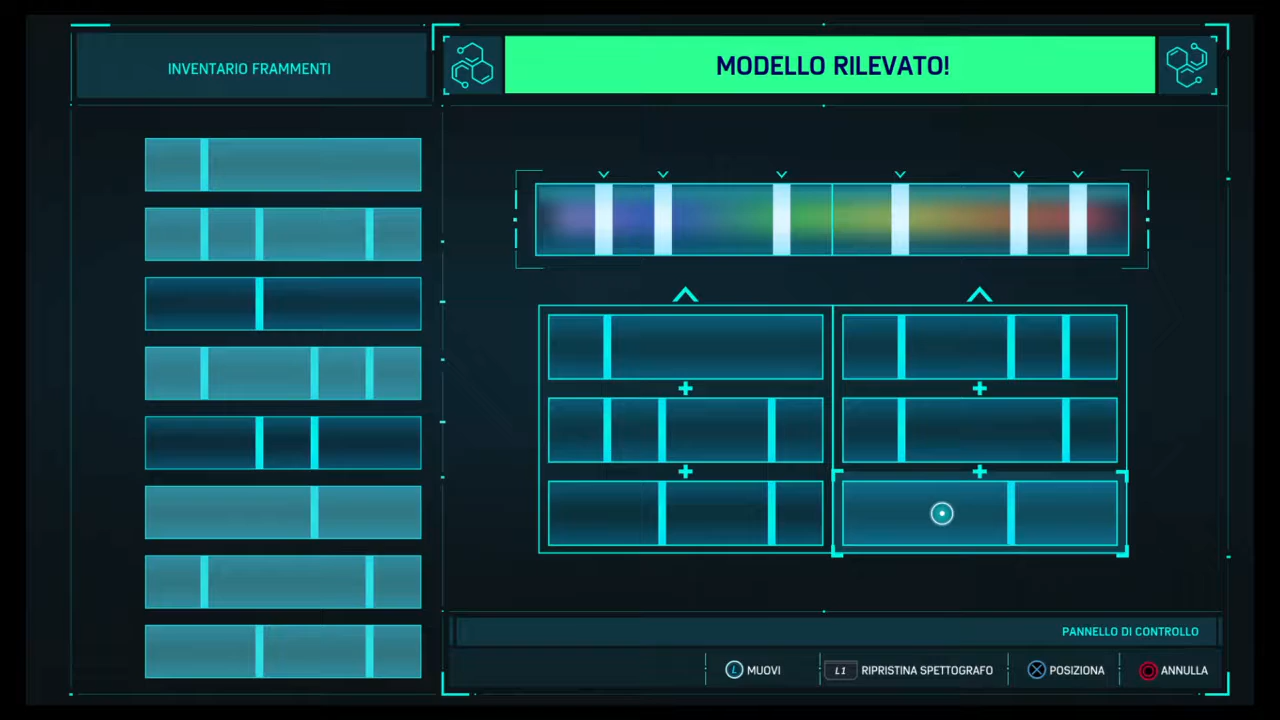 INVENTARIO FRAMMENTI
MODELLO RILEVATO!
PANNELLO DI CONTROLLO
L MUOVI
L1 RIPRISTINA SPETTOGRAFO
POSIZIONA
ANNULLA